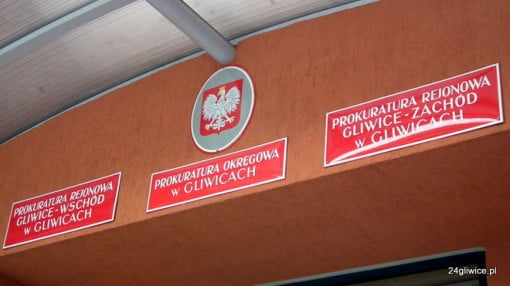 PROKURATURA REJONOWA
GLIWICE - WSCHÓD
w GLIWICACH
PROKURATURA OKRĘGOWA
w GLIWICACH
PROKURATURA REJONOWA
GLIWICE - ZACHÓD
w GLIWICACH
24gliwice.pl